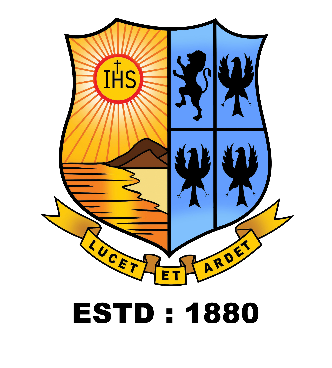 IHS
LUCET ET ARDET
ESTD : 1880